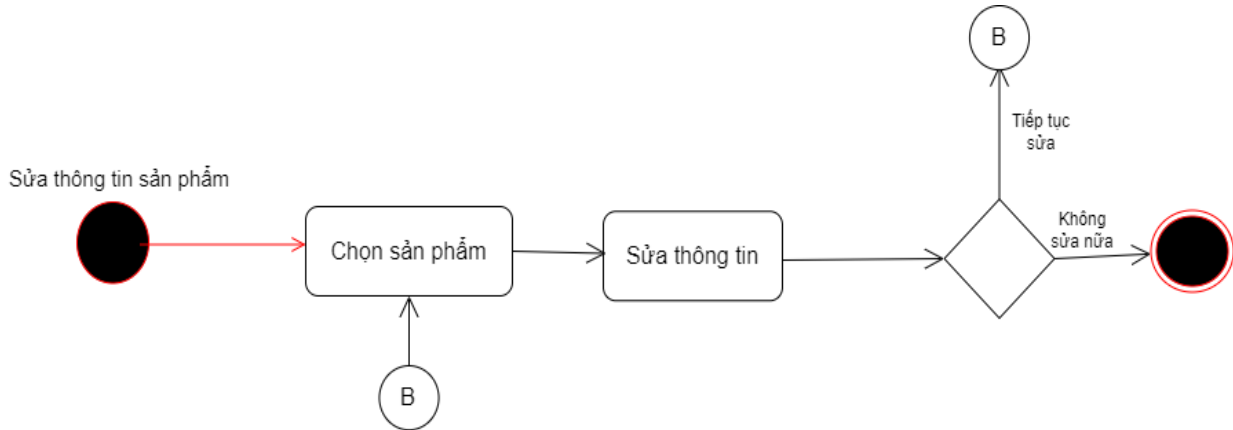 B
Tiếp tục
sửa
Sửa thông tin sản phẩm
Không
sửa nữa
Chọn sản phẩm
Sửa thông tin
B